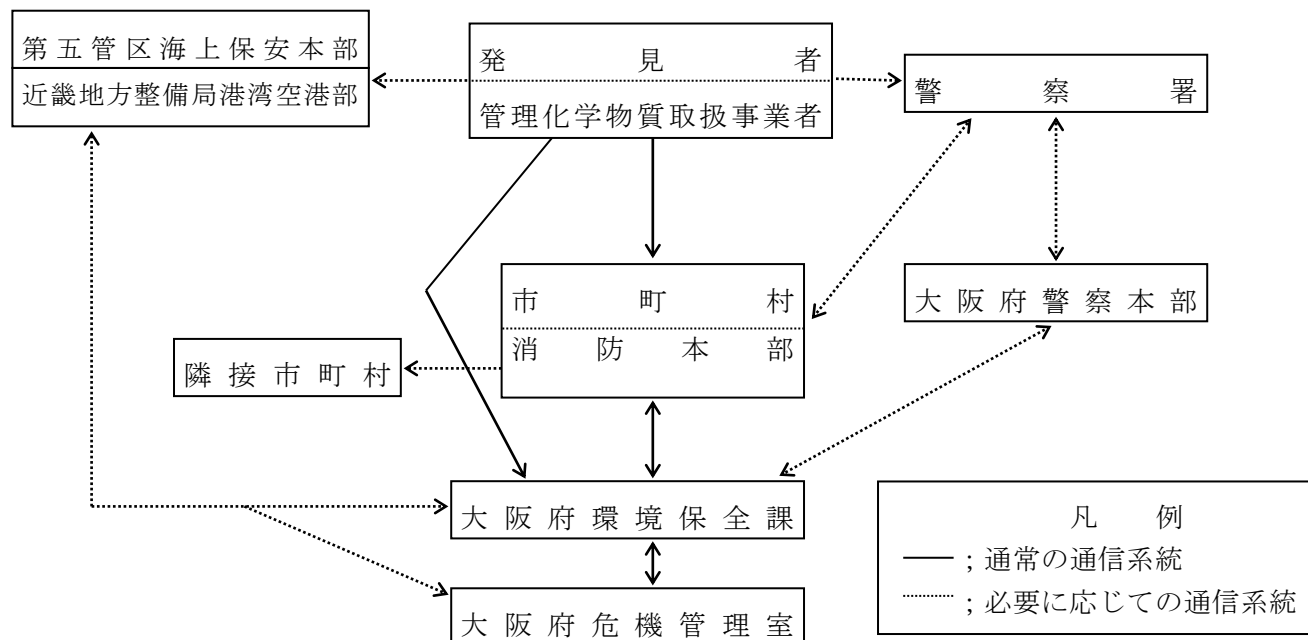 第五管区海上保安本部
近畿地方整備局港湾空港部
発見者
管理化学物質取扱事業者
警察署
市町村
消防本部
大阪府警察本部
隣接市町村
大阪府環境保全課
大阪府危機管理室
凡例
；通常の通信系統
；必要に応じての通信系統